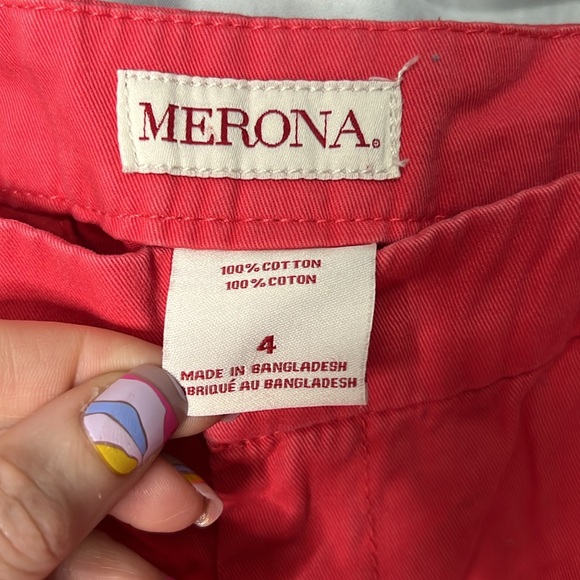 MERONA
100% COTTON
100% COTON
4
MADE IN BANGLADESH
ABRIQUÉ AU BANGLADESH